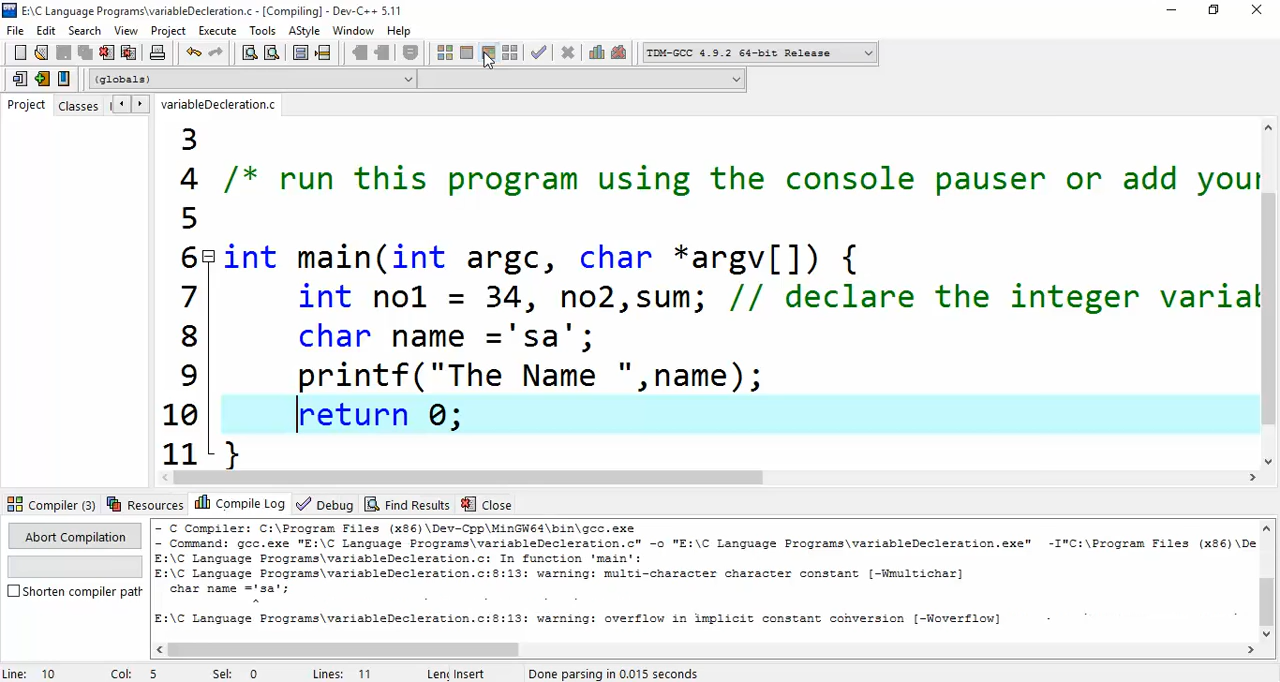 E:\C Language Programs\variableDecleration.c - [Compiling] - Dev-C++ 5.11
File Edit Search View Project Execute Tools AStyle Window Help
TDM-GCC 4.9.2 64-bit Release
(globals)
Project Classes variableDecleration.c
3
4 /* run this program using the console pauser or add your
5
6 int main(int argc, char *argv[]) {
7 int no1 = 34, no2,sum; // declare the integer variab
8 char name ='sa';
9 printf("The Name ",name);
10 return 0;
11 }
Compiler (3) Resources Compile Log Debug Find Results Close
Abort Compilation
Shorten compiler path
- C Compiler: C:\Program Files (x86)\Dev-Cpp\MinGW64\bin\gcc.exe
- Command: gcc.exe "E:\C Language Programs\variableDecleration.c" -o "E:\C Language Programs\variableDecleration.exe" -I"C:\Program Files (x86)\De
E:\C Language Programs\variableDecleration.c: In function 'main':
E:\C Language Programs\variableDecleration.c:8:13: warning: multi-character character constant [-Wmultichar]
char name ='sa';
^
E:\C Language Programs\variableDecleration.c:8:13: warning: overflow in implicit constant conversion [-Woverflow]
Line: 10 Col: 5 Sel: 0 Lines: 11 Len Insert Done parsing in 0.015 seconds